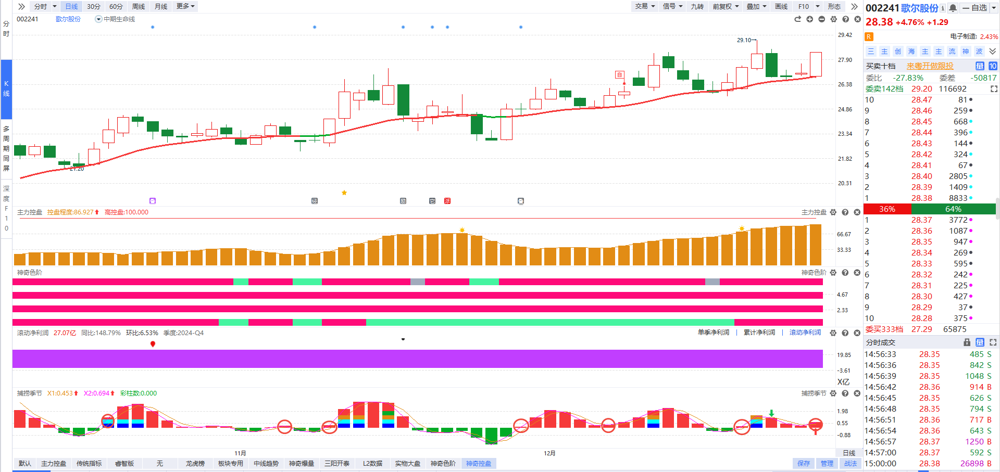 分时 日线 30分 60分 周线 月线 更多 交易 信号 九转 前复权 叠加 画线 F10 形态
002241 歌尔股份 中期生命线
分时
K线
多周期同屏
深度F10
29.42
29.10
27.90
自
26.88
24.86
23.34
21.82
21.20
20.31
主力控盘 控盘程度:86.927 高控盘:100.000 主力控盘
66.67
33.33
神奇色阶 神奇色阶
4.67
2.33
滚动净利润 27.07亿 同比:148.79% 环比:6.53% 季度:2024-Q4 单季净利润 | 累计净利润 | 滚动净利润
19.85
-3.61
X亿
捕捞季节 X1:0.453 X2:0.694 彩柱数:0.000 捕捞季节
1.98
0.55
-0.88
11月 12月 日线
默认 主力控盘 传统指标 睿智版 无 龙虎榜 板块专用 中线趋势 神奇爆量 三阳开泰 L2数据 实物大盘 神奇色阶 神奇控盘 保存 管理 战法
002241 歌尔股份 自选
28.38 +4.76% +1.29
R 电子制造: 2.43%
三 主 创 海 主 主 流 神 波
买卖十档 来粤开做跟投 量 10
委比 -27.83% 委差 -50817
委卖142档 29.20 116692
10 28.47 81
9 28.46 259
8 28.45 668
7 28.44 396
6 28.43 144
5 28.42 324
4 28.41 67
3 28.40 2805
2 28.39 1409
1 28.38 8833
36% 64%
1 28.37 3772
2 28.36 1087
3 28.35 947
4 28.34 269
5 28.33 595
6 28.32 242
7 28.31 225
8 28.30 427
9 28.29 37
10 28.28 375
委买333档 27.29 65875
分时成交 量
14:56:33 28.35 485 S
14:56:36 28.35 842 S
14:56:39 28.35 1048 S
14:56:42 28.36 914 B
14:56:45 28.35 626 S
14:56:48 28.35 794 S
14:56:51 28.36 717 B
14:56:54 28.36 643 S
14:56:57 28.37 1250 B
14:57:00 28.37 592 S
15:00:00 28.38 26898 B